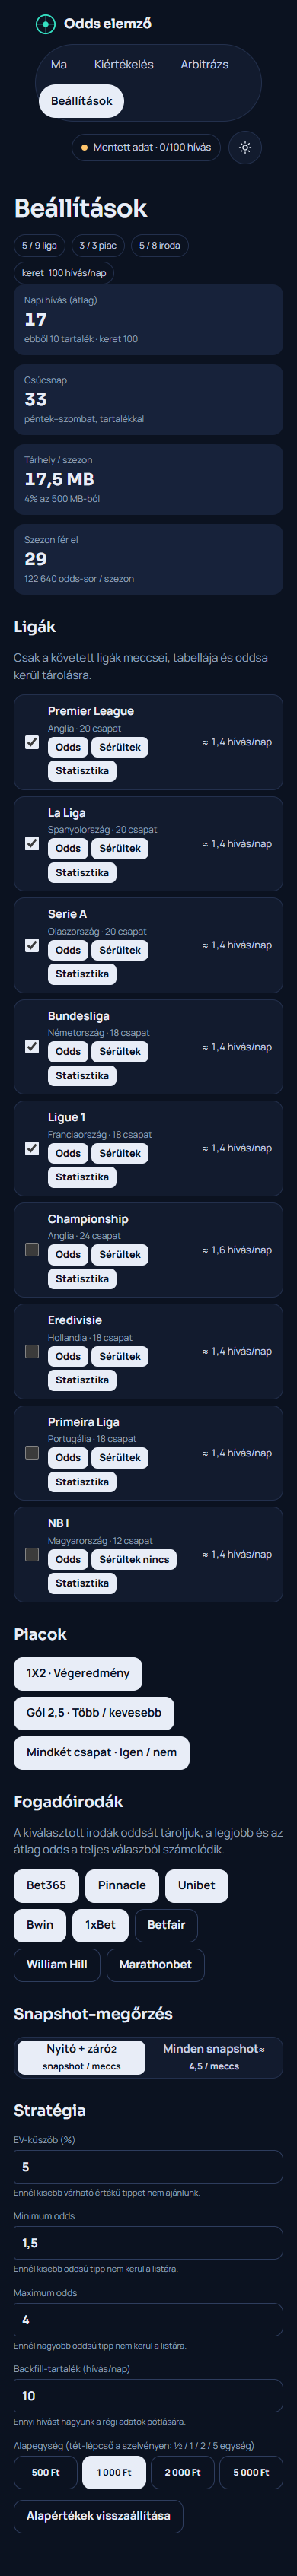 Odds elemző
Ma Kiértékelés Arbitrázs
Beállítások
Mentett adat · 0/100 hívás
Beállítások
5 / 9 liga 3 / 3 piac 5 / 8 iroda
keret: 100 hívás/nap
Napi hívás (átlag)
17
ebből 10 tartalék · keret 100
Csúcsnap
33
péntek–szombat, tartalékkal
Tárhely / szezon
17,5 MB
4% az 500 MB-ból
Szezon fér el
29
122 640 odds-sor / szezon
Ligák
Csak a követett ligák meccsei, tabellája és oddsa
kerül tárolásra.
Premier League
Anglia · 20 csapat
Odds Sérültek
Statisztika
≈ 1,4 hívás/nap
La Liga
Spanyolország · 20 csapat
Odds Sérültek
Statisztika
≈ 1,4 hívás/nap
Serie A
Olaszország · 20 csapat
Odds Sérültek
Statisztika
≈ 1,4 hívás/nap
Bundesliga
Németország · 18 csapat
Odds Sérültek
Statisztika
≈ 1,4 hívás/nap
Ligue 1
Franciaország · 18 csapat
Odds Sérültek
Statisztika
≈ 1,4 hívás/nap
Championship
Anglia · 24 csapat
Odds Sérültek
Statisztika
≈ 1,6 hívás/nap
Eredivisie
Hollandia · 18 csapat
Odds Sérültek
Statisztika
≈ 1,4 hívás/nap
Primeira Liga
Portugália · 18 csapat
Odds Sérültek
Statisztika
≈ 1,4 hívás/nap
NB I
Magyarország · 12 csapat
Odds Sérültek nincs
Statisztika
≈ 1,4 hívás/nap
Piacok
1X2 · Végeredmény
Gól 2,5 · Több / kevesebb
Mindkét csapat · Igen / nem
Fogadóirodák
A kiválasztott irodák oddsát tároljuk; a legjobb és az
átlag odds a teljes válaszból számolódik.
Bet365 Pinnacle Unibet
Bwin 1xBet Betfair
William Hill Marathonbet
Snapshot-megőrzés
Nyitó + záró2
snapshot / meccs
Minden snapshot≈
4,5 / meccs
Stratégia
EV-küszöb (%)
5
Ennél kisebb várható értékű tippet nem ajánlunk.
Minimum odds
1,5
Ennél kisebb oddsú tipp nem kerül a listára.
Maximum odds
4
Ennél nagyobb oddsú tipp nem kerül a listára.
Backfill-tartalék (hívás/nap)
10
Ennyi hívást hagyunk a régi adatok pótlására.
Alapegység (tét-lépcső a szelvényen: ½ / 1 / 2 / 5 egység)
500 Ft 1 000 Ft 2 000 Ft 5 000 Ft
Alapértékek visszaállítása